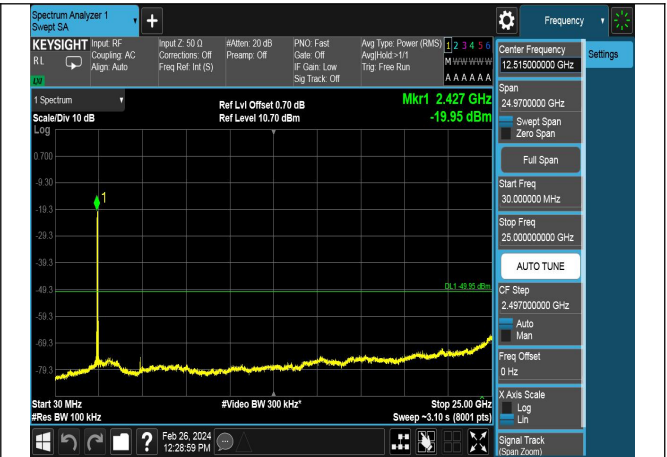 Spectrum Analyzer 1
Swept SA
Frequency
KEYSIGHT
RL
Input: RF
Coupling: AC
Align: Auto
Input Z: 50 Ω
Corrections: Off
Freq Ref: Int (S)
#Atten: 20 dB
Preamp: Off
PNO: Fast
Gate: Off
IF Gain: Low
Sig Track: Off
Avg Type: Power (RMS)
Avg|Hold:>1/1
Trig: Free Run
1 2 3 4 5 6
M W W W W W
A A A A A A
LXI
1 Spectrum
Scale/Div 10 dB
Log
Ref Lvl Offset 0.70 dB
Ref Level 10.70 dBm
Mkr1 2.427 GHz
-19.95 dBm
0.700
-9.30
-19.3
-29.3
-39.3
-49.3
-59.3
-69.3
-79.3
1
DL1 -49.95 dBm
Start 30 MHz
#Res BW 100 kHz
#Video BW 300 kHz*
Stop 25.00 GHz
Sweep ~3.10 s (8001 pts)
Feb 26, 2024
12:28:59 PM
?
Center Frequency
12.515000000 GHz
Span
24.9700000 GHz
Swept Span
Zero Span
Full Span
Start Freq
30.000000 MHz
Stop Freq
25.000000000 GHz
AUTO TUNE
CF Step
2.497000000 GHz
Auto
Man
Freq Offset
0 Hz
X Axis Scale
Log
Lin
Signal Track
(Span Zoom)
Settings